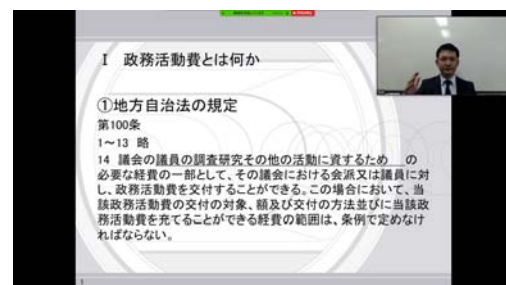 Ⅰ 政務活動費とは何か
①地方自治法の規定
第100条
1～13 略
14 議会の議員の調査研究その他の活動に資するため の
必要な経費の一部として、その議会における会派又は議員に対
し、政務活動費を交付することができる。この場合において、当
該政務活動費の交付の対象、額及び交付の方法並びに当該政
務活動費を充てることができる経費の範囲は、条例で定めなけ
ればならない。
1